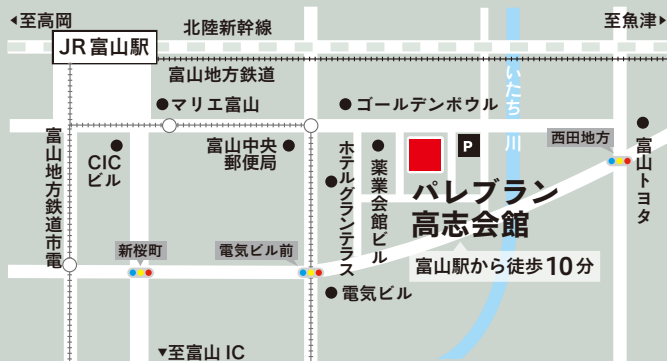 ◀至高岡
北陸新幹線
至魚津▶
JR富山駅
富山地方鉄道
●マリエ富山
●ゴールデンボウル
いたち川
富山地方鉄道市電
CIC
ビル
富山中央
郵便局
ホテルグランテラス
薬業会館ビル
P
西田地方
富山トヨタ
パレブラン
高志会館
新桜町
電気ビル前
富山駅から徒歩10分
●電気ビル
▼至富山IC